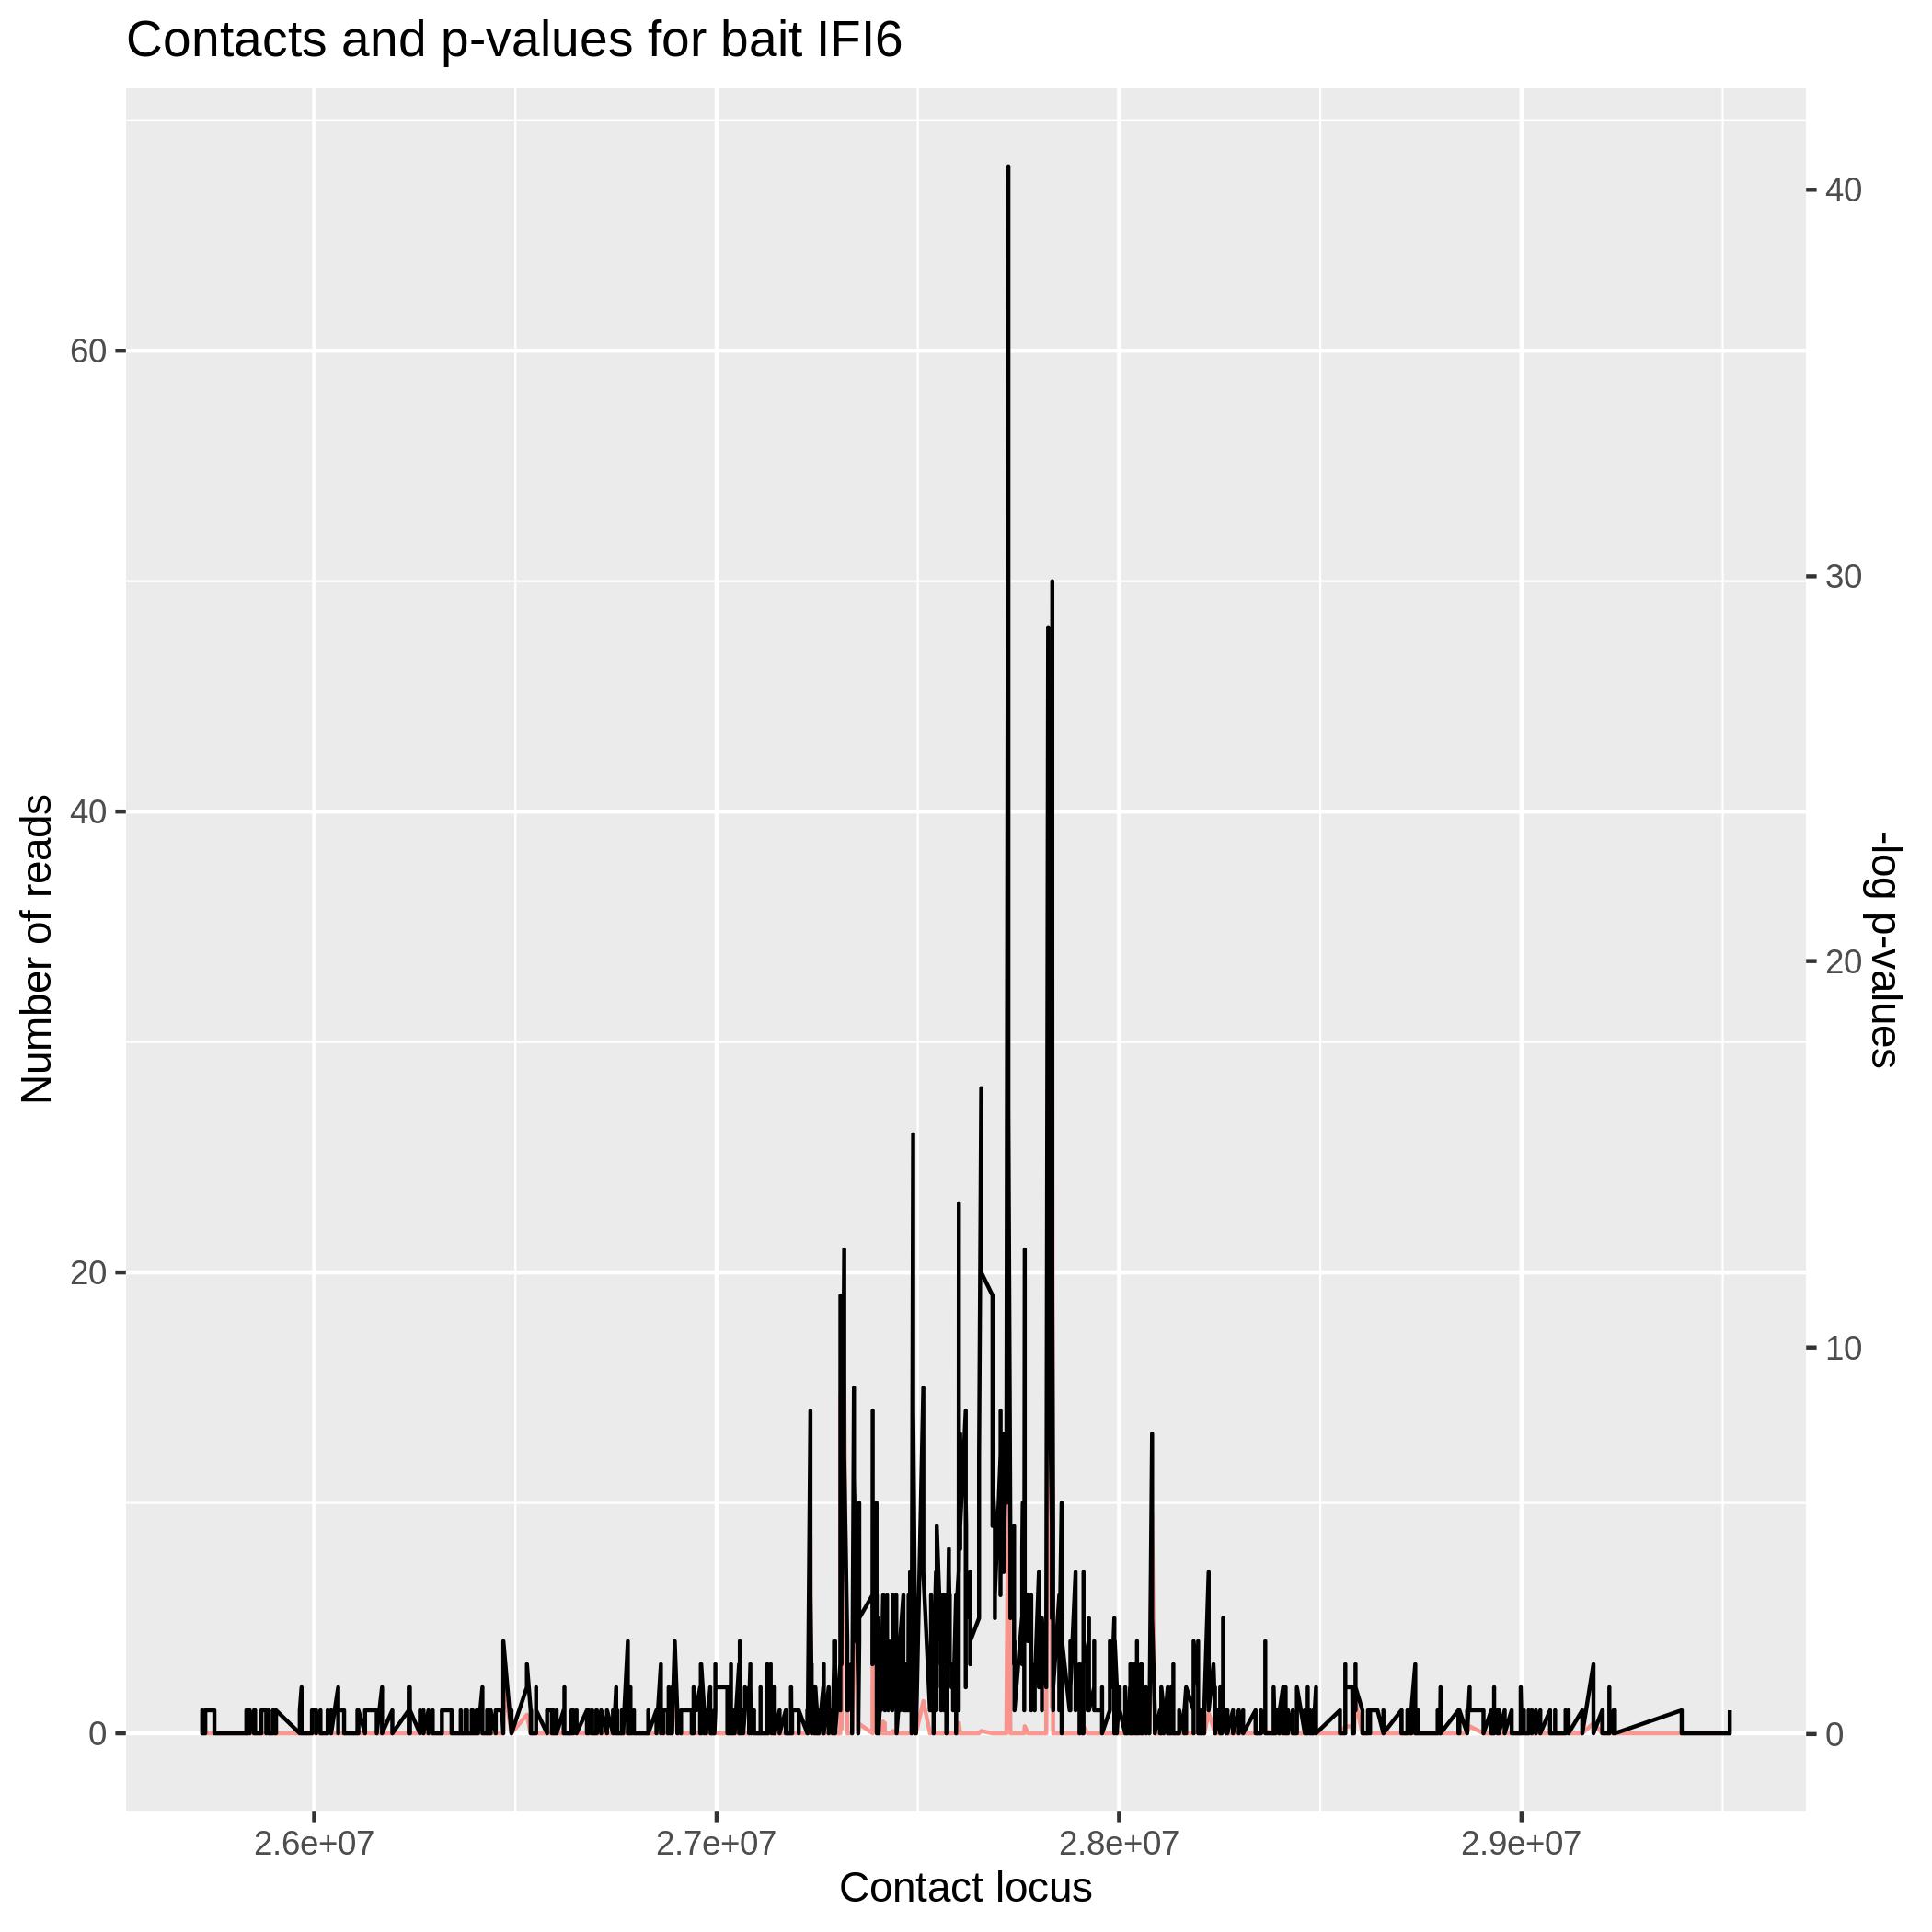 Contacts and p-values for bait IFI6
Number of reads
60
40
20
0
40
30
20
10
0
-log p-values
2.6e+07 2.7e+07 2.8e+07 2.9e+07
Contact locus